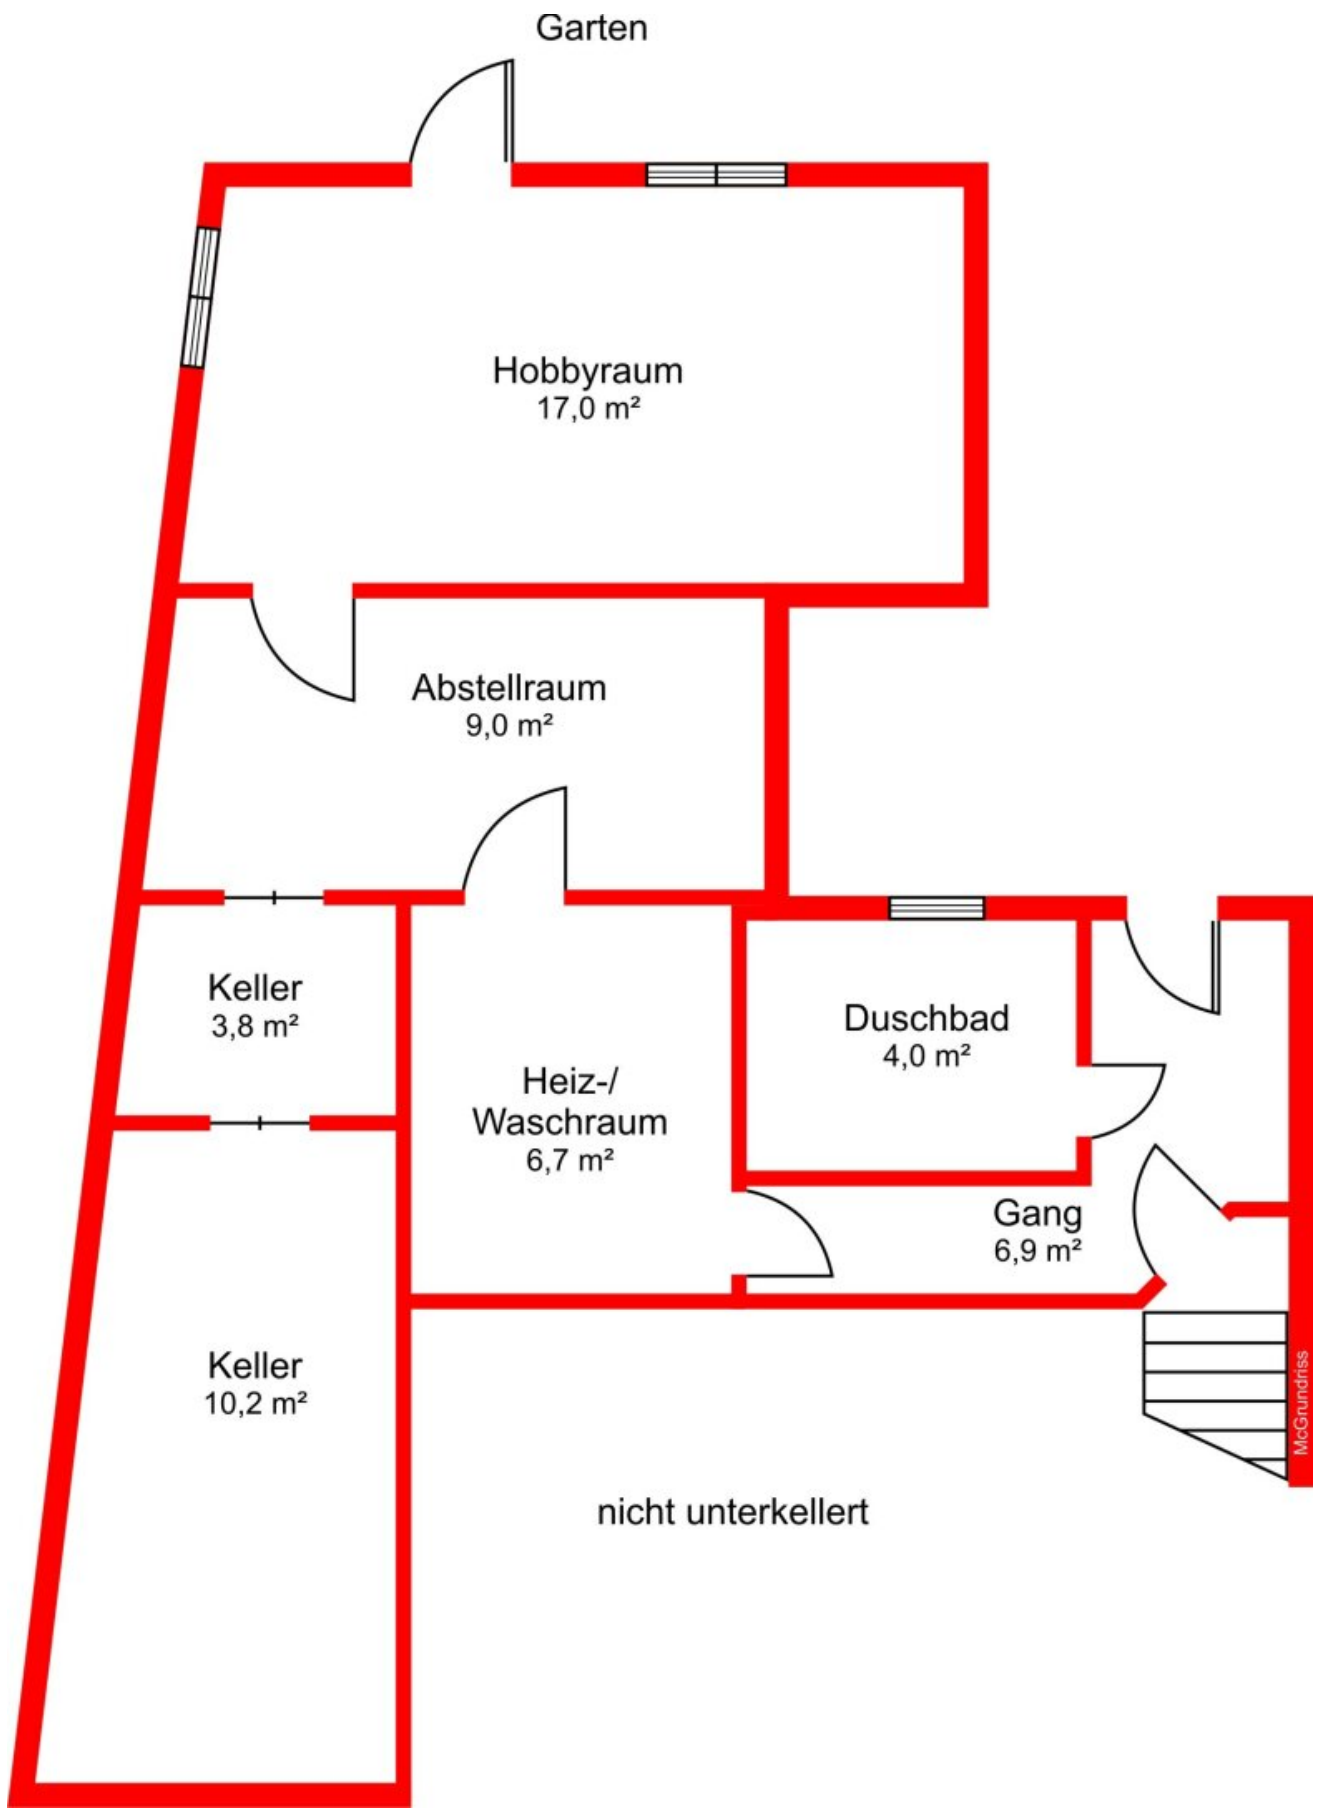 Garten
Hobbyraum
17,0 m²
Abstellraum
9,0 m²
Keller
3,8 m²
Duschbad
4,0 m²
Heiz-/
Waschraum
6,7 m²
Gang
6,9 m²
Keller
10,2 m²
McGrundriss
nicht unterkellert